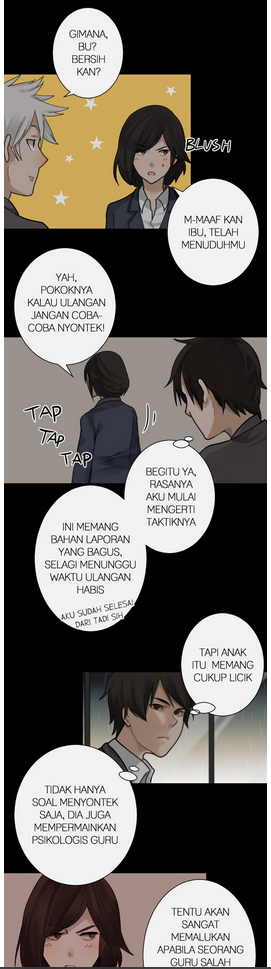 GIMANA,
BU?
BERSIH
KAN?
BLUSH
M-MAAF KAN
IBU, TELAH
MENUDUHMU
YAH,
POKOKNYA
KALAU ULANGAN
JANGAN COBA-
COBA NYONTEK!
TAP
TAP
TAP
BEGITU YA,
RASANYA
AKU MULAI
MENGERTI
TAKTIKNYA
INI MEMANG
BAHAN LAPORAN
YANG BAGUS,
SELAGI MENUNGGU
WAKTU ULANGAN
HABIS
AKU SUDAH SELESAI
DARI TADI SIH
TAPI ANAK
ITU MEMANG
CUKUP LICIK
TIDAK HANYA
SOAL MENYONTEK
SAJA, DIA JUGA
MEMPERMAINKAN
PSIKOLOGIS GURU
TENTU AKAN
SANGAT
MEMALUKAN
APABILA SEORANG
GURU SALAH